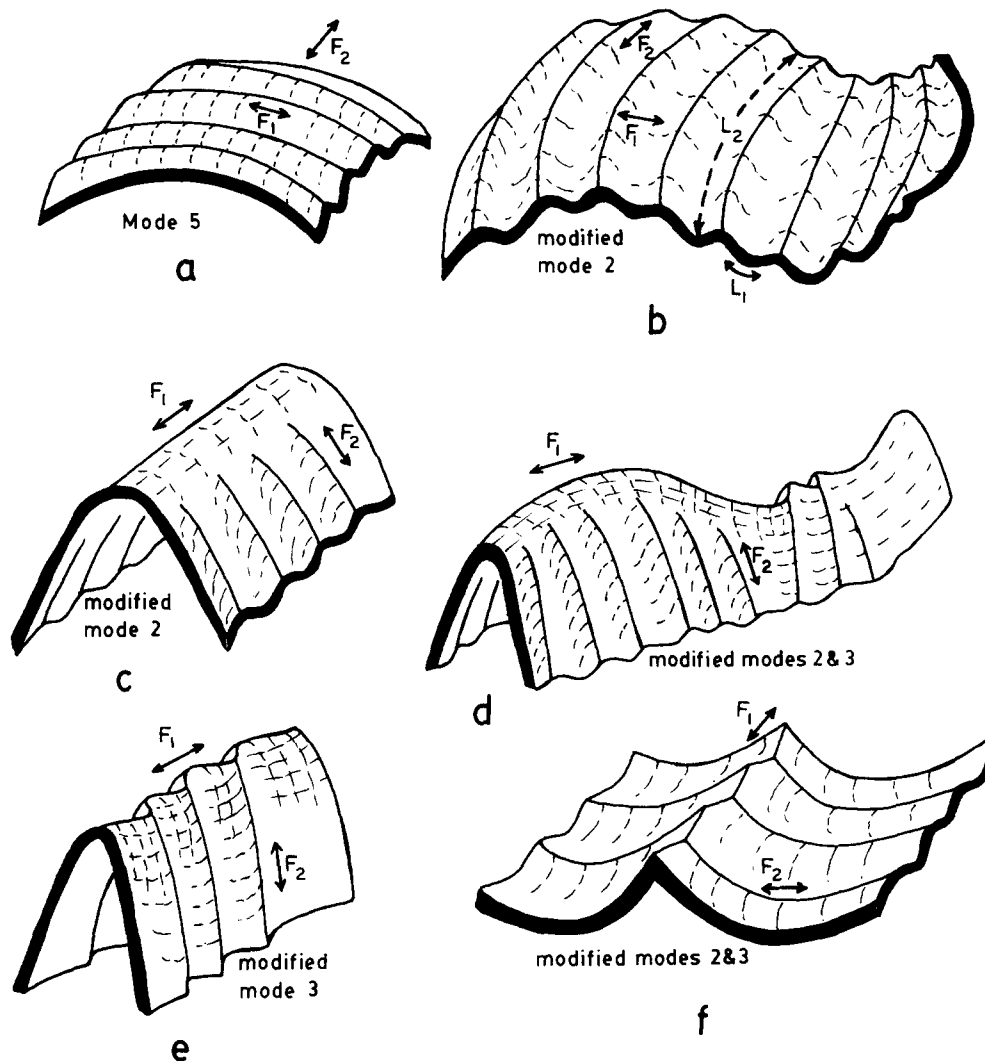 F₂
F₁
Mode 5
a
F₂
F₁
L₂
modified
mode 2
L₁
b
F₁
F₂
modified
mode 2
c
F₁
F₂
modified modes 2&3
d
F₁
F₂
modified
mode 3
e
F₁
F₂
modified modes 2&3
f